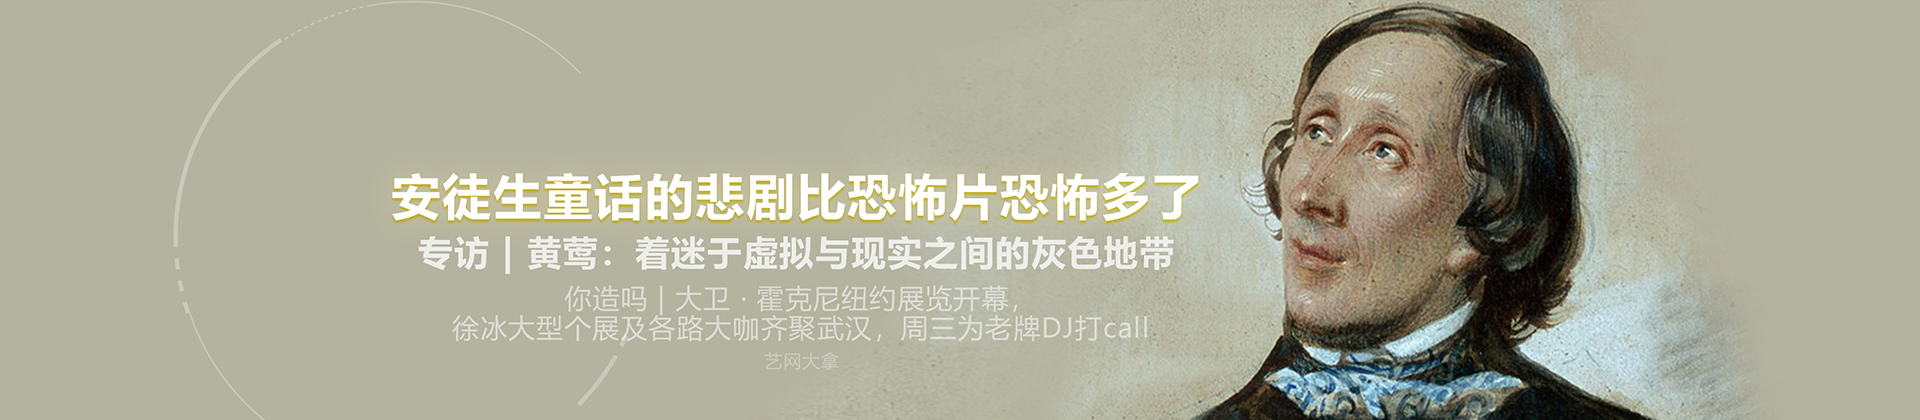 安徒生童话的悲剧比恐怖片恐怖多了
专访 | 黄莺：着迷于虚拟与现实之间的灰色地带
你造吗 | 大卫 · 霍克尼纽约展览开幕，
徐冰大型个展及各路大咖齐聚武汉，周三为老牌DJ打call
艺网大拿